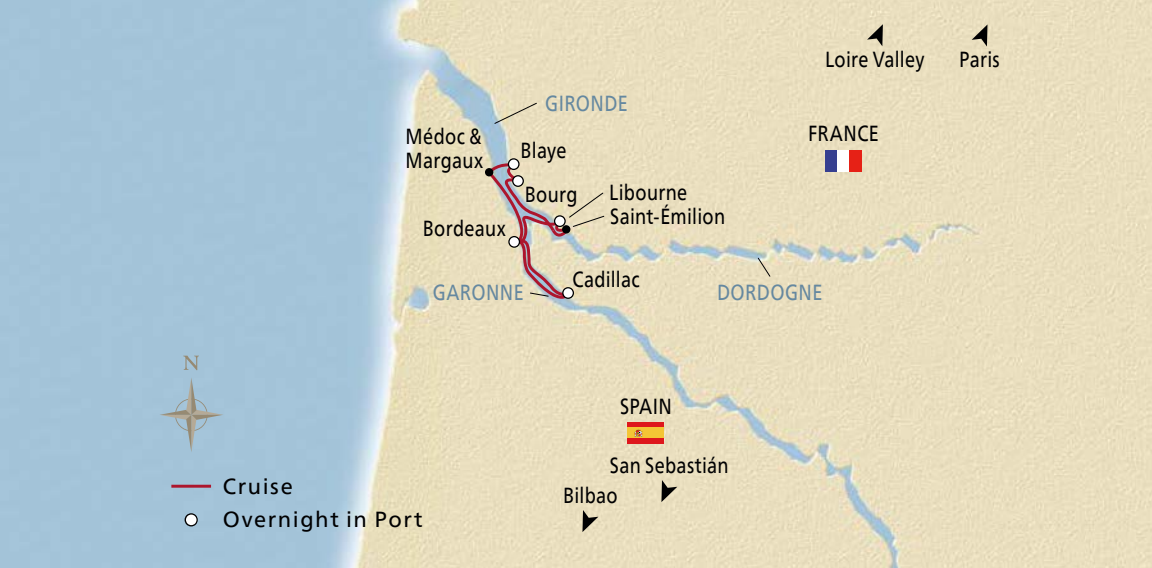 Loire Valley
Paris
GIRONDE
FRANCE
Médoc &
Margaux
Blaye
Bourg
Libourne
Saint-Émilion
Bordeaux
Cadillac
GARONNE
DORDOGNE
N
SPAIN
San Sebastián
Bilbao
Cruise
Overnight in Port